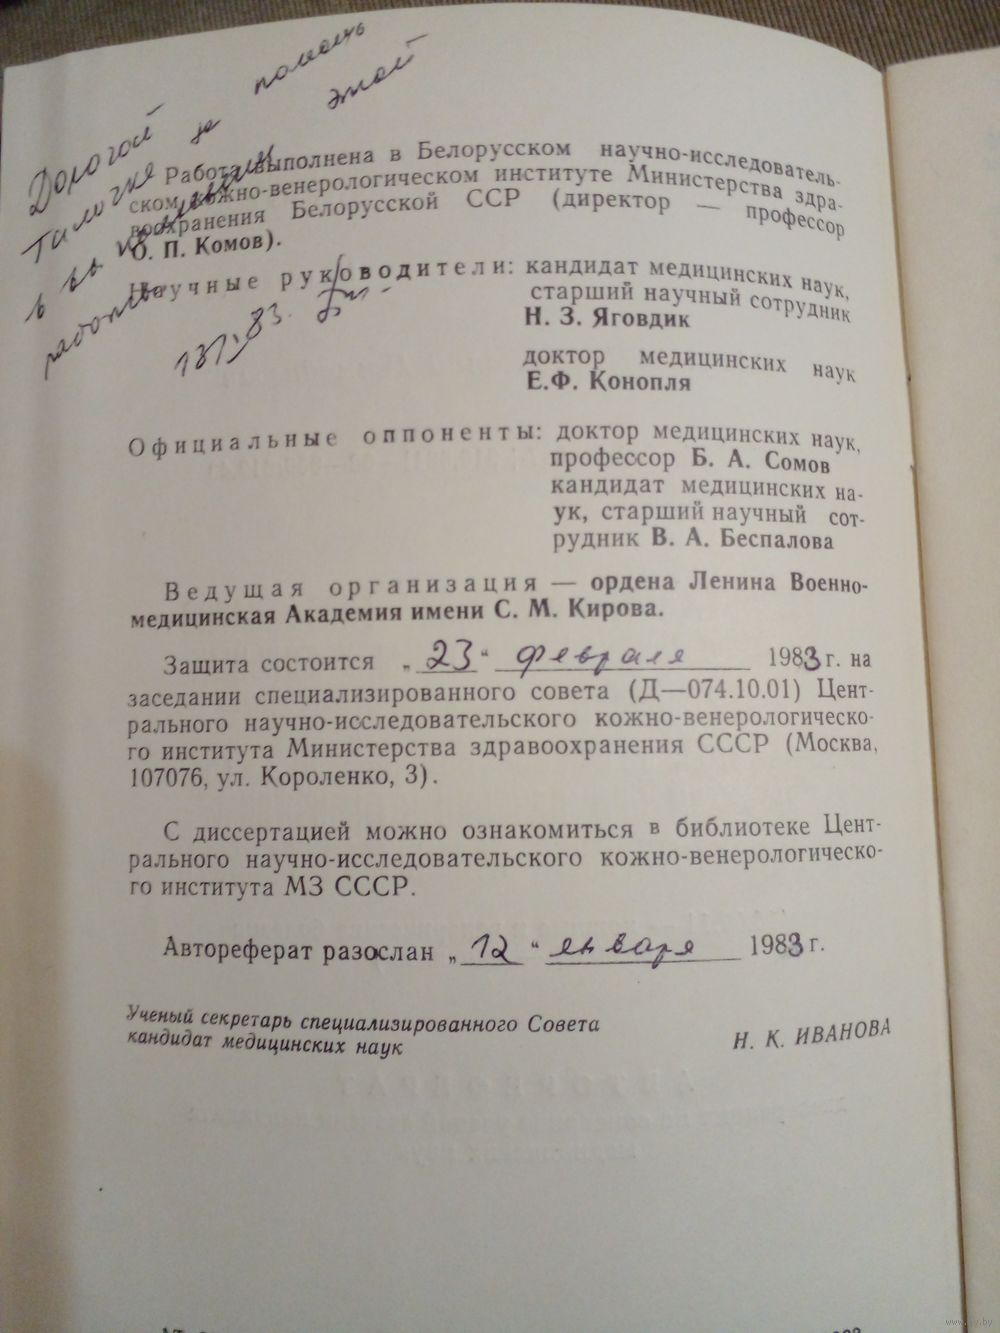 Дорогой
Талочке за помощь
в выполнении этой
работы
13/I-83.
Работа выполнена в Белорусском научно-исследователь-
ском кожно-венерологическом институте Министерства здра-
воохранения Белорусской ССР (директор — профессор
О. П. Комов).
Научные руководители: кандидат медицинских наук,
старший научный сотрудник
Н. З. Яговдик
доктор медицинских наук
Е.Ф. Конопля
Официальные оппоненты: доктор медицинских наук,
профессор Б. А. Сомов
кандидат медицинских на-
ук, старший научный сот-
рудник В. А. Беспалова
Ведущая организация — ордена Ленина Военно-
медицинская Академия имени С. М. Кирова.
Защита состоится „23“ февраля 1983 г. на
заседании специализированного совета (Д—074.10.01) Цент-
рального научно-исследовательского кожно-венерологическо-
го института Министерства здравоохранения СССР (Москва,
107076, ул. Короленко, 3).
С диссертацией можно ознакомиться в библиотеке Цент-
рального научно-исследовательского кожно-венерологическо-
го института МЗ СССР.
Автореферат разослан „12“ января 1983 г.
Ученый секретарь специализированного Совета
кандидат медицинских наук Н. К. ИВАНОВА